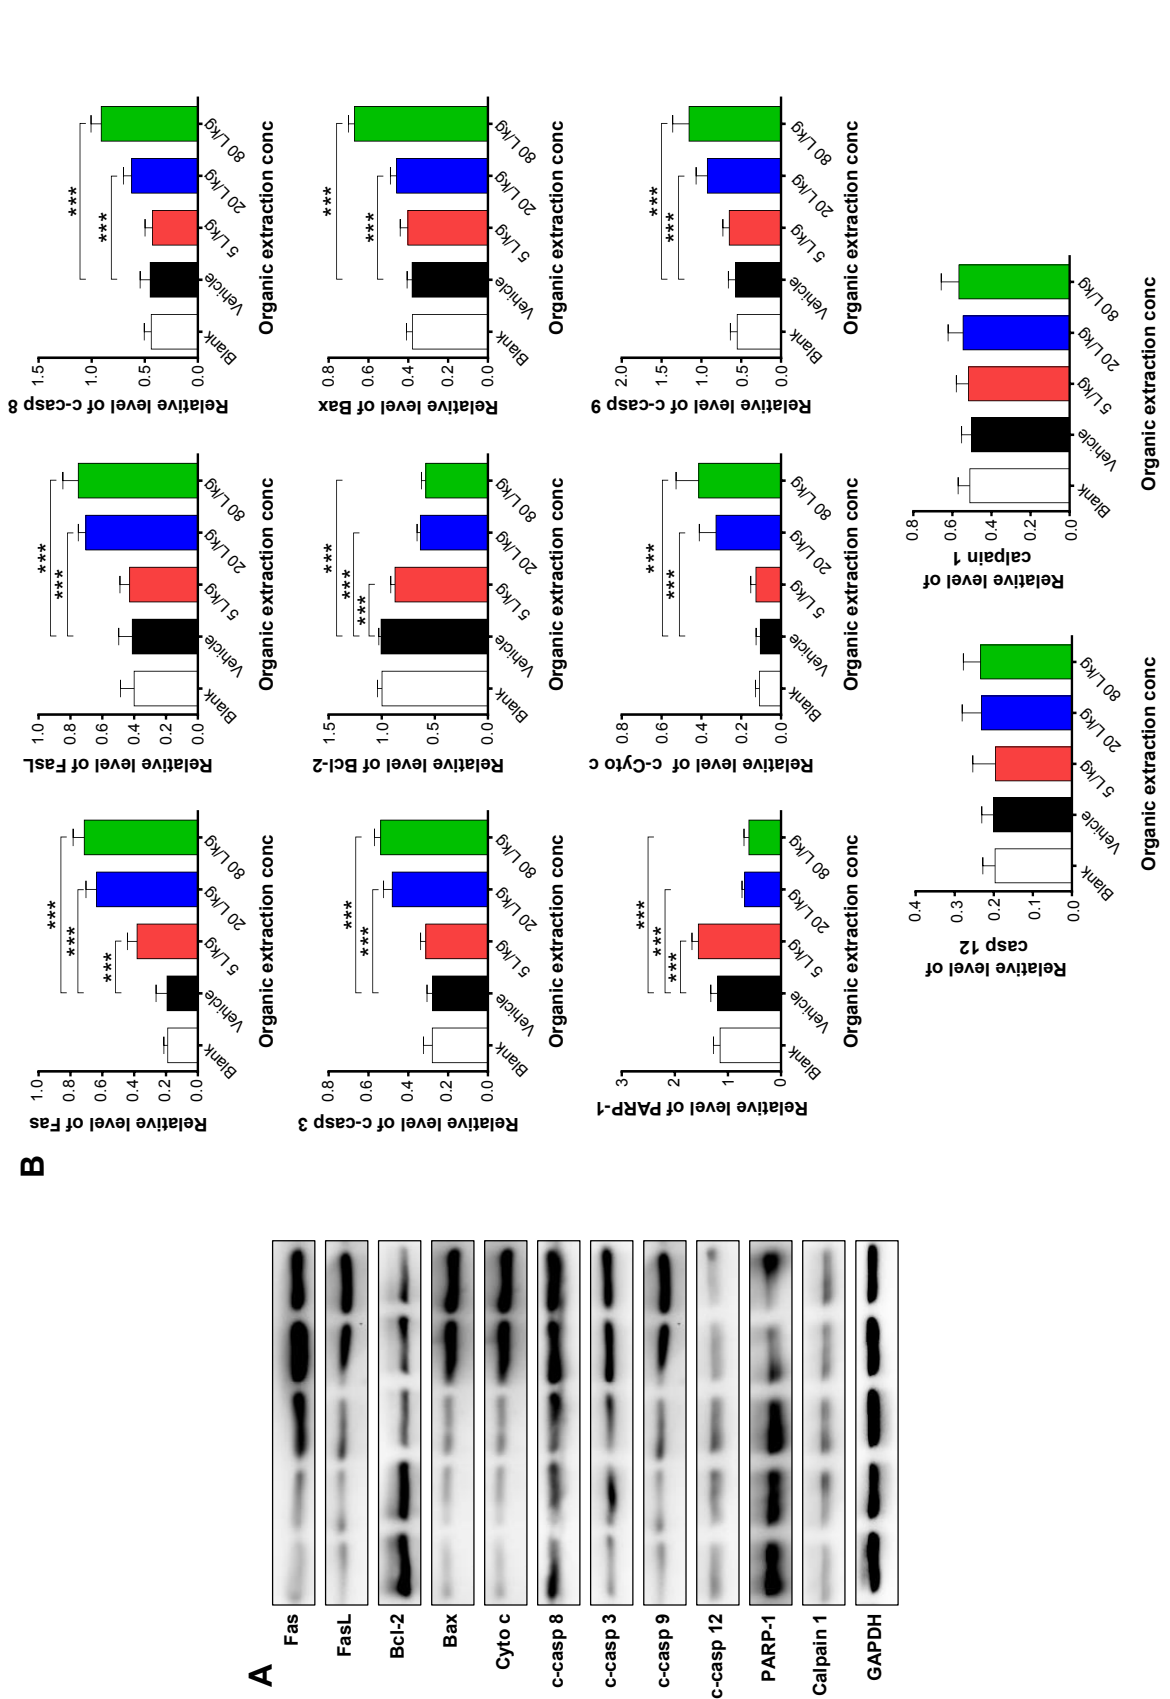 A
Fas
FasL
Bcl-2
Bax
Cyto c
c-casp 8
c-casp 3
c-casp 9
c-casp 12
PARP-1
Calpain 1
GAPDH
B
Relative level of Fas
1.0
0.8
0.6
0.4
0.2
0.0
***
***
***
Blank
Vehicle
5 L/kg
20 L/kg
80 L/kg
Organic extraction conc
Relative level of FasL
1.0
0.8
0.6
0.4
0.2
0.0
***
***
Blank
Vehicle
5 L/kg
20 L/kg
80 L/kg
Organic extraction conc
Relative level of c-casp 8
1.5
1.0
0.5
0.0
***
***
Blank
Vehicle
5 L/kg
20 L/kg
80 L/kg
Organic extraction conc
Relative level of c-casp 3
0.8
0.6
0.4
0.2
0.0
***
***
Blank
Vehicle
5 L/kg
20 L/kg
80 L/kg
Organic extraction conc
Relative level of Bcl-2
1.5
1.0
0.5
0.0
***
***
***
Blank
Vehicle
5 L/kg
20 L/kg
80 L/kg
Organic extraction conc
Relative level of Bax
0.8
0.6
0.4
0.2
0.0
***
***
Blank
Vehicle
5 L/kg
20 L/kg
80 L/kg
Organic extraction conc
Relative level of PARP-1
3
2
1
0
***
***
***
Blank
Vehicle
5 L/kg
20 L/kg
80 L/kg
Organic extraction conc
Relative level of c-Cyto c
0.8
0.6
0.4
0.2
0.0
***
***
Blank
Vehicle
5 L/kg
20 L/kg
80 L/kg
Organic extraction conc
Relative level of c-casp 9
2.0
1.5
1.0
0.5
0.0
***
***
Blank
Vehicle
5 L/kg
20 L/kg
80 L/kg
Organic extraction conc
Relative level of
casp 12
0.4
0.3
0.2
0.1
0.0
Blank
Vehicle
5 L/kg
20 L/kg
80 L/kg
Organic extraction conc
Relative level of
calpain 1
0.8
0.6
0.4
0.2
0.0
Blank
Vehicle
5 L/kg
20 L/kg
80 L/kg
Organic extraction conc